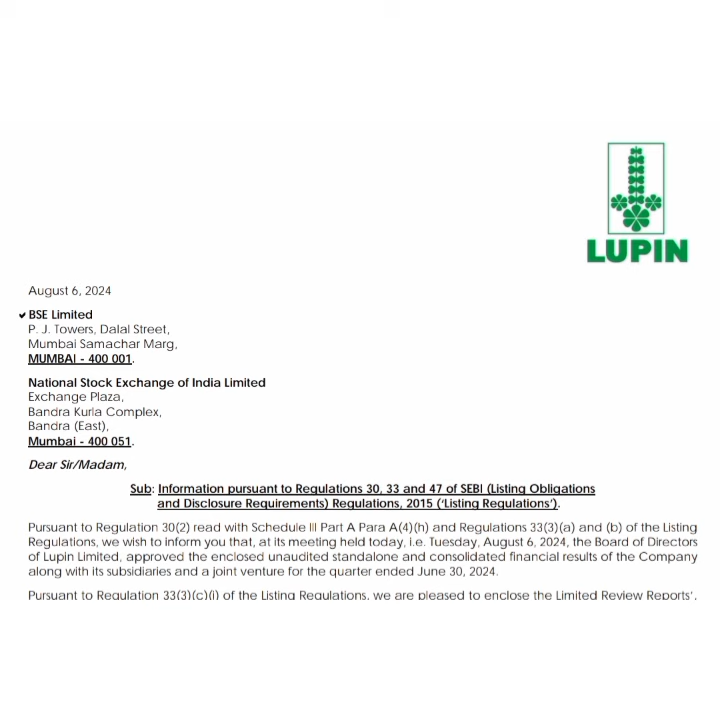 LUPIN
August 6, 2024
BSE Limited
P. J. Towers, Dalal Street,
Mumbai Samachar Marg,
MUMBAI - 400 001.
National Stock Exchange of India Limited
Exchange Plaza,
Bandra Kurla Complex,
Bandra (East),
Mumbai - 400 051.
Dear Sir/Madam,
Sub: Information pursuant to Regulations 30, 33 and 47 of SEBI (Listing Obligations
and Disclosure Requirements) Regulations, 2015 ('Listing Regulations').
Pursuant to Regulation 30(2) read with Schedule III Part A Para A(4)(h) and Regulations 33(3)(a) and (b) of the Listing
Regulations, we wish to inform you that, at its meeting held today, i.e. Tuesday, August 6, 2024, the Board of Directors
of Lupin Limited, approved the enclosed unaudited standalone and consolidated financial results of the Company
along with its subsidiaries and a joint venture for the quarter ended June 30, 2024.
Pursuant to Regulation 33(3)(c)(i) of the Listing Regulations, we are pleased to enclose the Limited Review Reports',